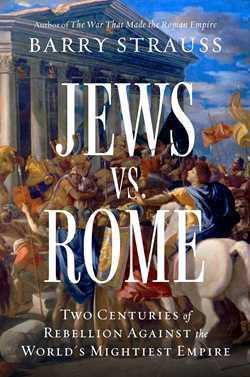 Author of The War That Made the Roman Empire
BARRY STRAUSS
JEWS
VS.
ROME
TWO CENTURIES of
REBELLION AGAINST the
WORLD'S MIGHTIEST EMPIRE